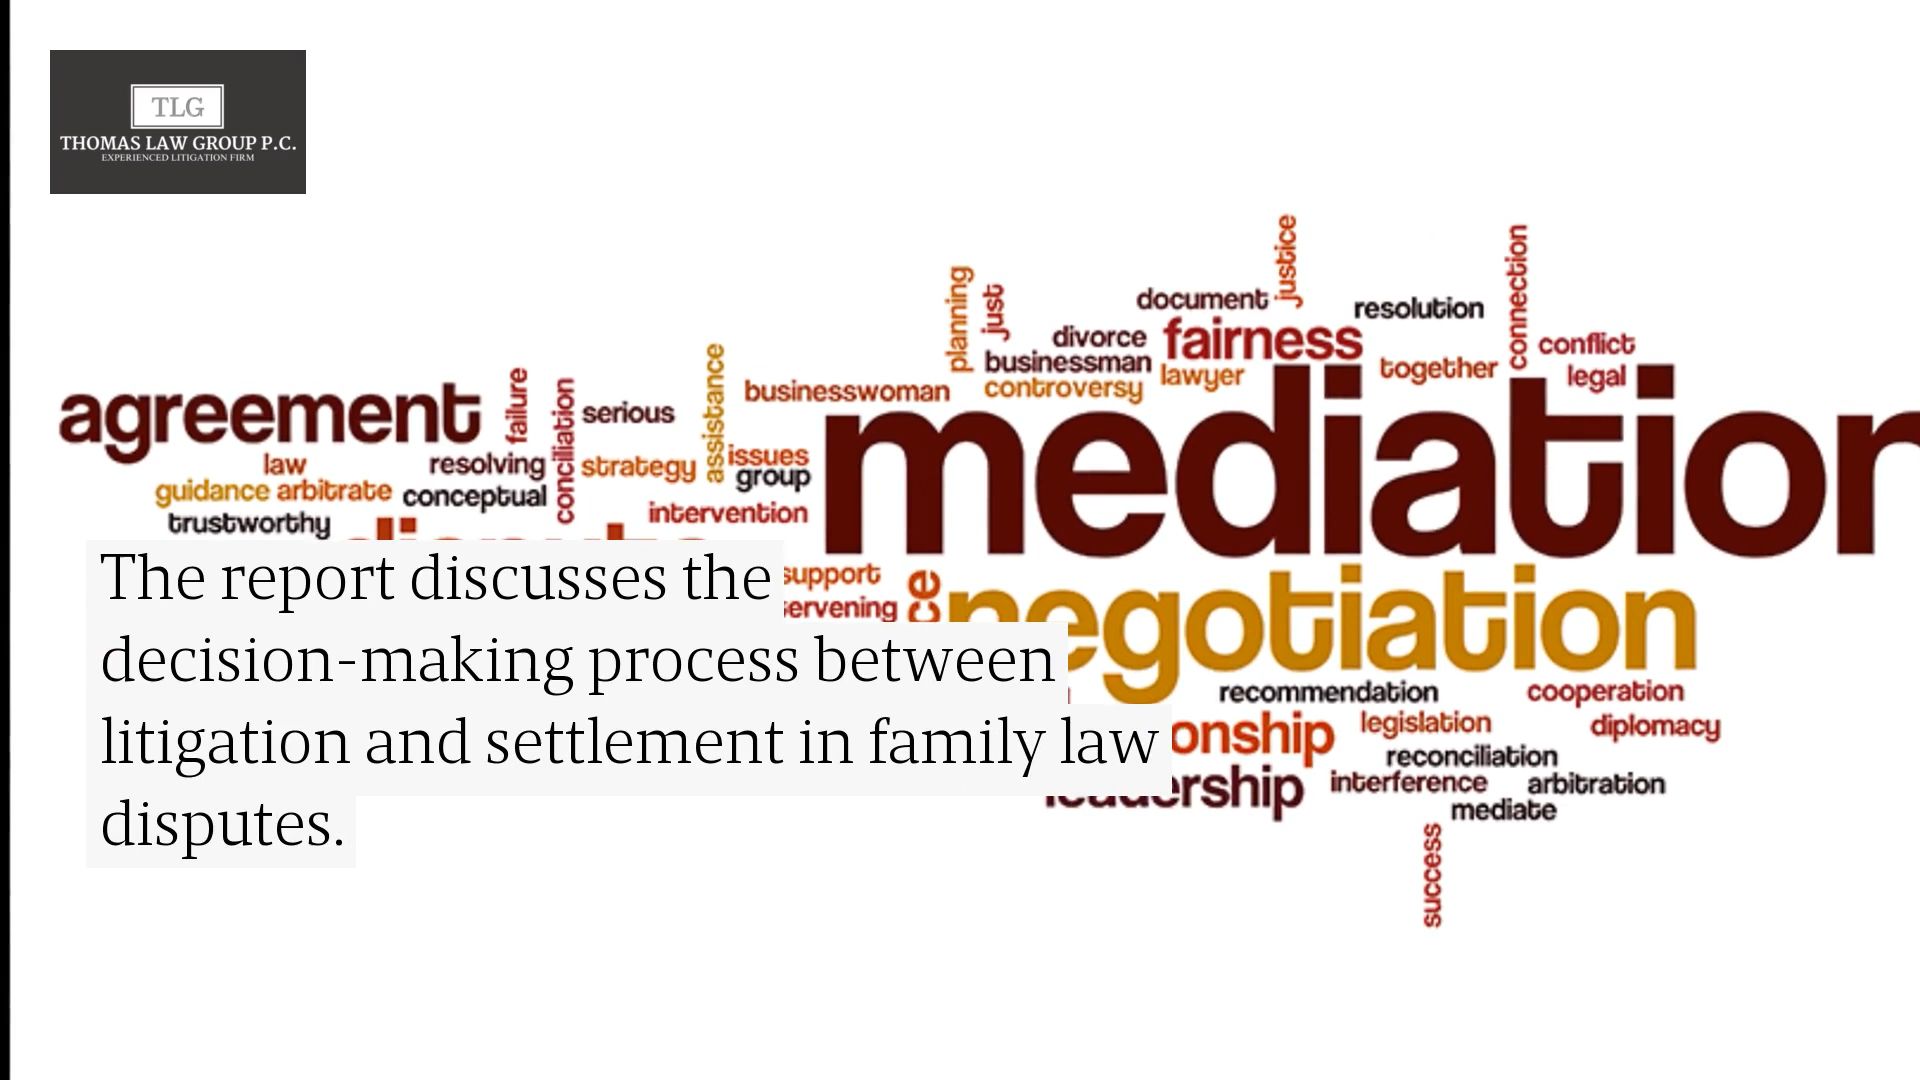 TLG
THOMAS LAW GROUP P.C.
EXPERIENCED LITIGATION FIRM
justice
connection
planning
just
document
resolution
divorce
fairness
conflict
businessman
together
controversy
lawyer
legal
businesswoman
assistance
failure
conciliation
serious
agreement
mediation
law
resolving
strategy
issues
group
guidance
arbitrate
conceptual
trustworthy
intervention
support
negotiation
The report discusses the
decision-making process between
litigation and settlement in family law
disputes.
recommendation
cooperation
legislation
diplomacy
reconciliation
leadership
interference
arbitration
mediate
success